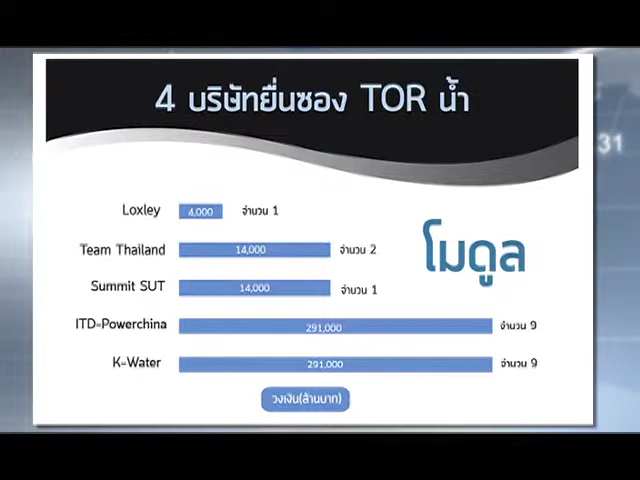 4 บริษัทยื่นซอง TOR น้ำ
31
Loxley 4,000 จำนวน 1
โมดูล
Team Thailand 14,000 จำนวน 2
Summit SUT 14,000 จำนวน 1
ITD-Powerchina 291,000 จำนวน 9
K-Water 291,000 จำนวน 9
วงเงิน(ล้านบาท)